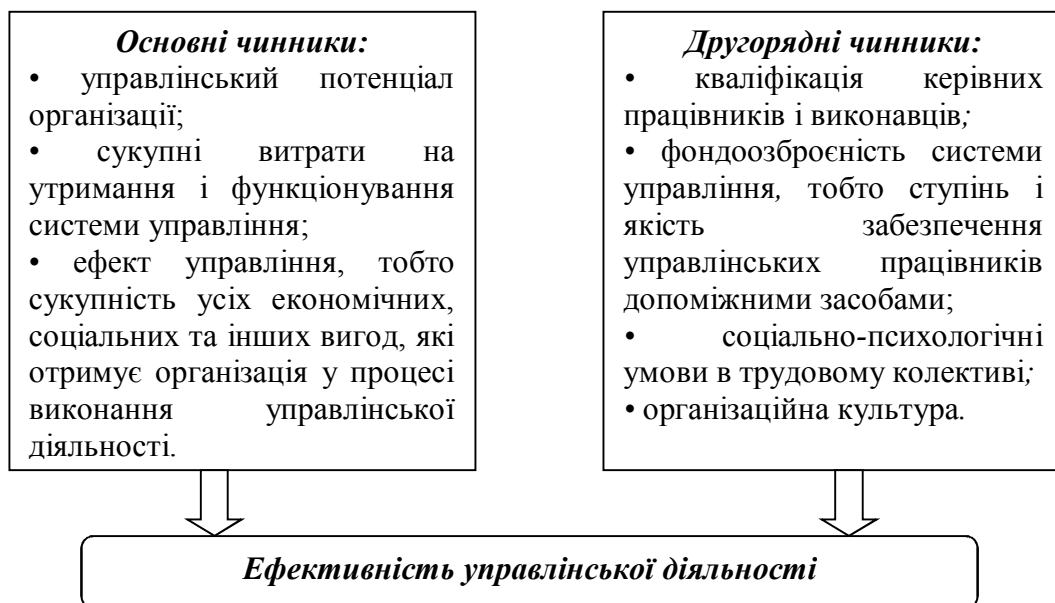 Основні чинники:
• управлінський потенціал
організації;
• сукупні витрати на
утримання і функціонування
системи управління;
• ефект управління, тобто
сукупність усіх економічних,
соціальних та інших вигод, які
отримує організація у процесі
виконання управлінської
діяльності.
Другорядні чинники:
• кваліфікація керівних
працівників і виконавців;
• фондоозброєність системи
управління, тобто ступінь і
якість забезпечення
управлінських працівників
допоміжними засобами;
• соціально-психологічні
умови в трудовому колективі;
• організаційна культура.
Ефективність управлінської діяльності